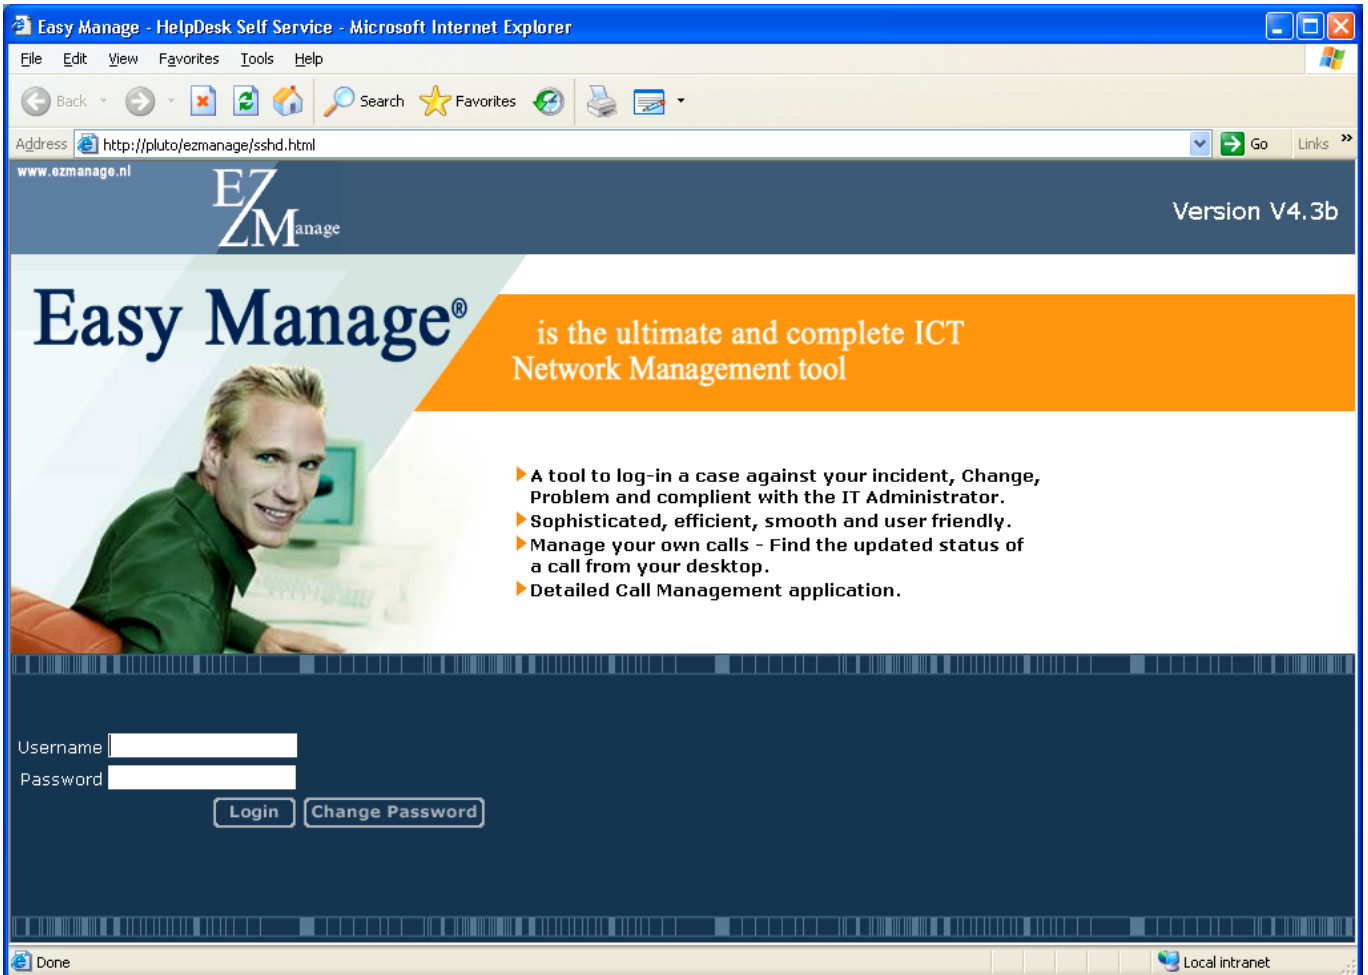 Easy Manage - HelpDesk Self Service - Microsoft Internet Explorer
File Edit View Favorites Tools Help
Back Search Favorites
Address http://pluto/ezmanage/sshd.html Go Links »
www.ezmanage.nl
EZManage
Version V4.3b
Easy Manage®
is the ultimate and complete ICT
Network Management tool
A tool to log-in a case against your incident, Change,
Problem and complient with the IT Administrator.
Sophisticated, efficient, smooth and user friendly.
Manage your own calls - Find the updated status of
a call from your desktop.
Detailed Call Management application.
Username
Password
Login Change Password
Done Local intranet